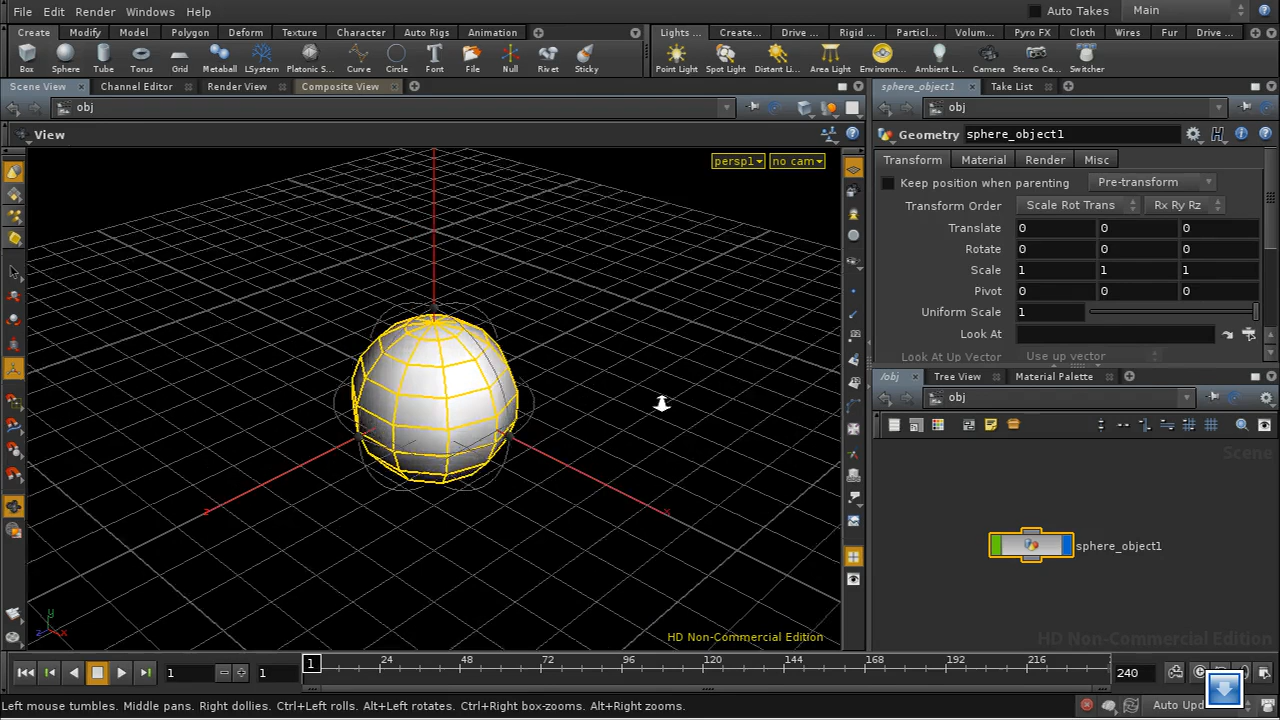 File Edit Render Windows Help Auto Takes Main
Create Modify Model Polygon Deform Texture Character Auto Rigs Animation Lights ... Create... Drive ... Rigid ... Particl... Volum... Pyro FX Cloth Wires Fur Drive ...
Box Sphere Tube Torus Grid Metaball LSystem Platonic S... Curve Circle Font File Null Rivet Sticky Point Light Spot Light Distant Li... Area Light Environm... Ambient L... Camera Stereo Ca... Switcher
Scene View Channel Editor Render View Composite View sphere_object1 Take List
obj obj
View Geometry sphere_object1
persp1 no cam Transform Material Render Misc
Keep position when parenting Pre-transform
Transform Order Scale Rot Trans Rx Ry Rz
Translate 0 0 0
Rotate 0 0 0
Scale 1 1 1
Pivot 0 0 0
Uniform Scale 1
Look At
Look At Up Vector Use up vector
/obj Tree View Material Palette
obj
Scene
z x
sphere_object1
y
z x
HD Non-Commercial Edition HD Non-Commercial Edition
1 1 1 24 48 72 96 120 144 168 192 216 240
Left mouse tumbles. Middle pans. Right dollies. Ctrl+Left rolls. Alt+Left rotates. Ctrl+Right box-zooms. Alt+Right zooms. Auto